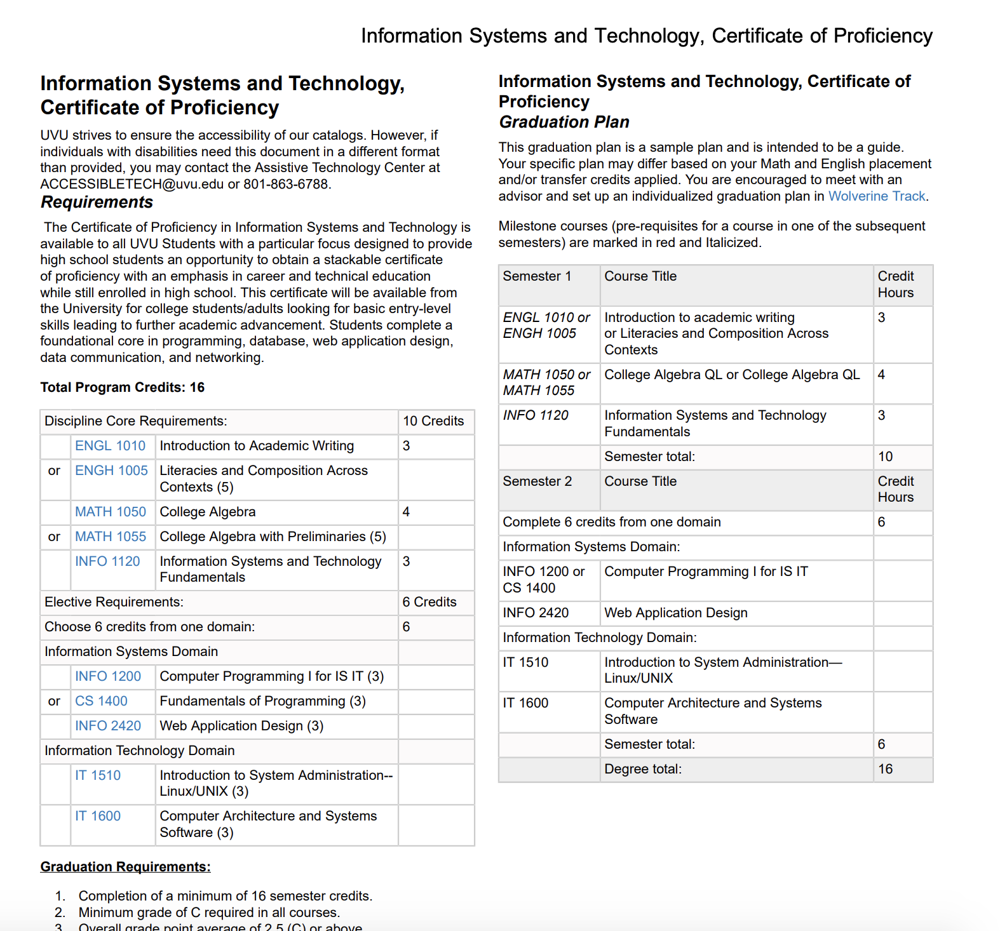 Information Systems and Technology, Certificate of Proficiency
Information Systems and Technology,
Certificate of Proficiency
UVU strives to ensure the accessibility of our catalogs. However, if
individuals with disabilities need this document in a different format
than provided, you may contact the Assistive Technology Center at
ACCESSIBLETECH@uvu.edu or 801-863-6788.
Requirements
The Certificate of Proficiency in Information Systems and Technology is
available to all UVU Students with a particular focus designed to provide
high school students an opportunity to obtain a stackable certificate
of proficiency with an emphasis in career and technical education
while still enrolled in high school. This certificate will be available from
the University for college students/adults looking for basic entry-level
skills leading to further academic advancement. Students complete a
foundational core in programming, database, web application design,
data communication, and networking.
Total Program Credits: 16
Discipline Core Requirements: 10 Credits
ENGL 1010 Introduction to Academic Writing 3
or ENGH 1005 Literacies and Composition Across
Contexts (5)
MATH 1050 College Algebra 4
or MATH 1055 College Algebra with Preliminaries (5)
INFO 1120 Information Systems and Technology 3
Fundamentals
Elective Requirements: 6 Credits
Choose 6 credits from one domain: 6
Information Systems Domain
INFO 1200 Computer Programming I for IS IT (3)
or CS 1400 Fundamentals of Programming (3)
INFO 2420 Web Application Design (3)
Information Technology Domain
IT 1510 Introduction to System Administration--
Linux/UNIX (3)
IT 1600 Computer Architecture and Systems
Software (3)
Graduation Requirements:
1. Completion of a minimum of 16 semester credits.
2. Minimum grade of C required in all courses.
3. Overall grade point average of 2.5 (C) or above
Information Systems and Technology, Certificate of
Proficiency
Graduation Plan
This graduation plan is a sample plan and is intended to be a guide.
Your specific plan may differ based on your Math and English placement
and/or transfer credits applied. You are encouraged to meet with an
advisor and set up an individualized graduation plan in Wolverine Track.
Milestone courses (pre-requisites for a course in one of the subsequent
semesters) are marked in red and Italicized.
Semester 1 Course Title Credit
Hours
ENGL 1010 or Introduction to academic writing 3
ENGH 1005 or Literacies and Composition Across
Contexts
MATH 1050 or College Algebra QL or College Algebra QL 4
MATH 1055
INFO 1120 Information Systems and Technology 3
Fundamentals
Semester total: 10
Semester 2 Course Title Credit
Hours
Complete 6 credits from one domain 6
Information Systems Domain:
INFO 1200 or Computer Programming I for IS IT
CS 1400
INFO 2420 Web Application Design
Information Technology Domain:
IT 1510 Introduction to System Administration—
Linux/UNIX
IT 1600 Computer Architecture and Systems
Software
Semester total: 6
Degree total: 16